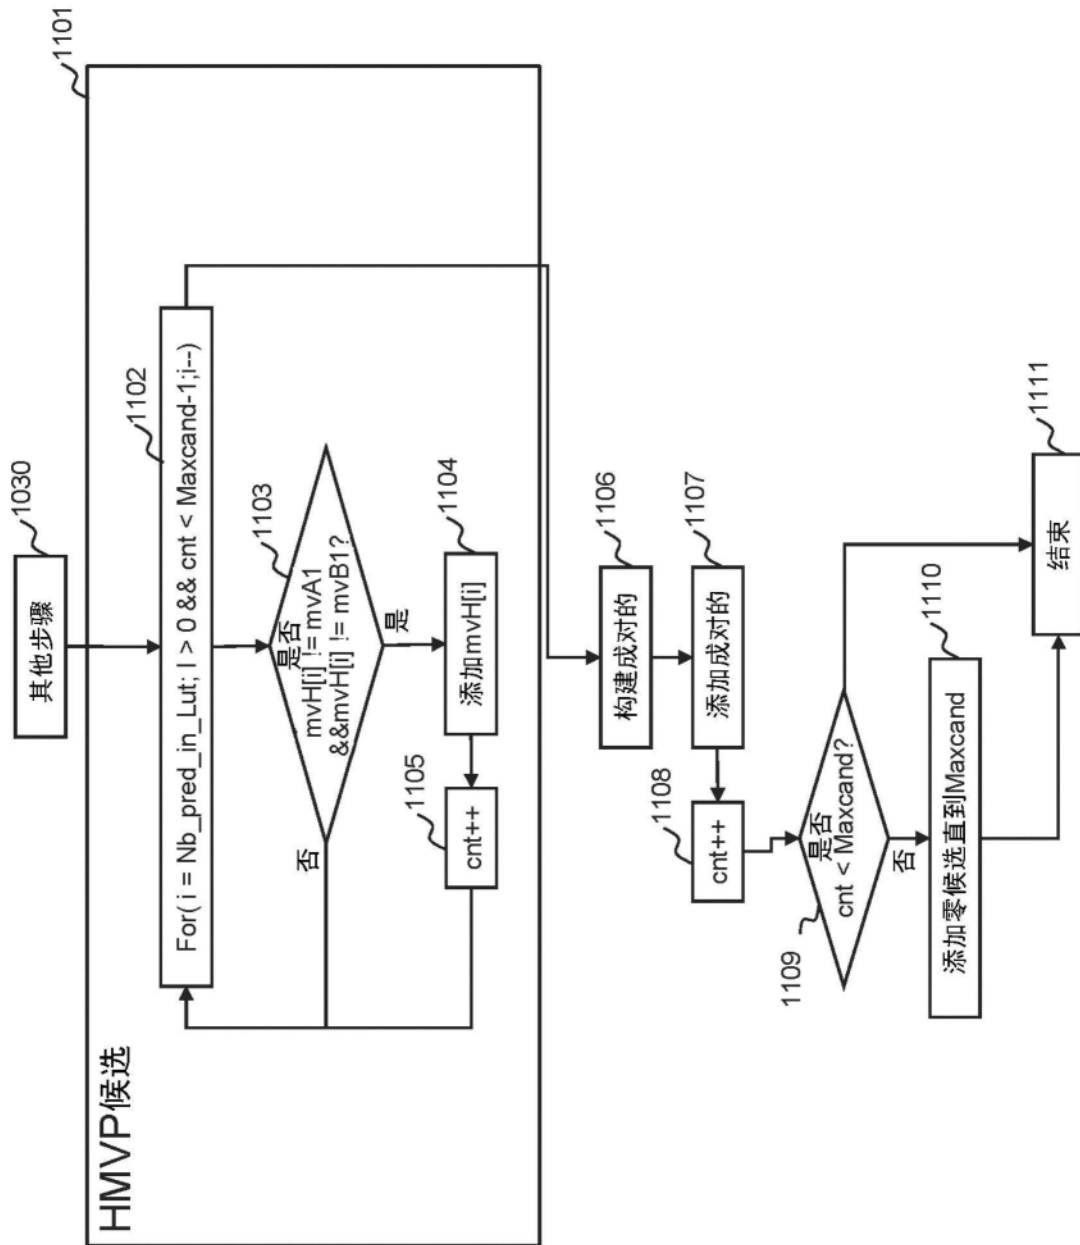 1030
其他步骤
1101
HMVP候选
1102
For( i = Nb_pred_in_Lut; I > 0 && cnt < Maxcand-1;i--)
1103
是否
mvH[i] != mvA1
&&mvH[i] != mvB1?
否
是
1104
添加mvH[i]
1105
cnt++
1106
构建成对的
1107
添加成对的
1108
cnt++
1109
是否
cnt < Maxcand?
否
1110
添加零候选直到Maxcand
1111
结束